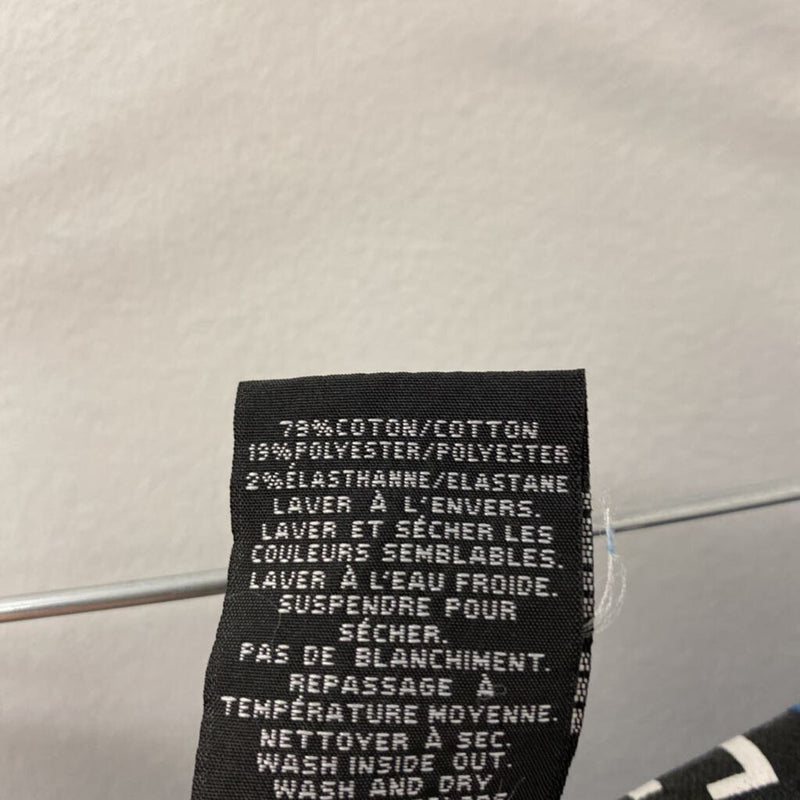 79%COTON/COTTON
19%POLYESTER/POLYESTER
2%ÉLASTHANNE/ELASTANE
LAVER À L'ENVERS.
LAVER ET SÉCHER LES
COULEURS SEMBLABLES.
LAVER À L'EAU FROIDE.
SUSPENDRE POUR
SÉCHER.
PAS DE BLANCHIMENT.
REPASSAGE À
TEMPÉRATURE MOYENNE.
NETTOYER À SEC.
WASH INSIDE OUT.
WASH AND DRY